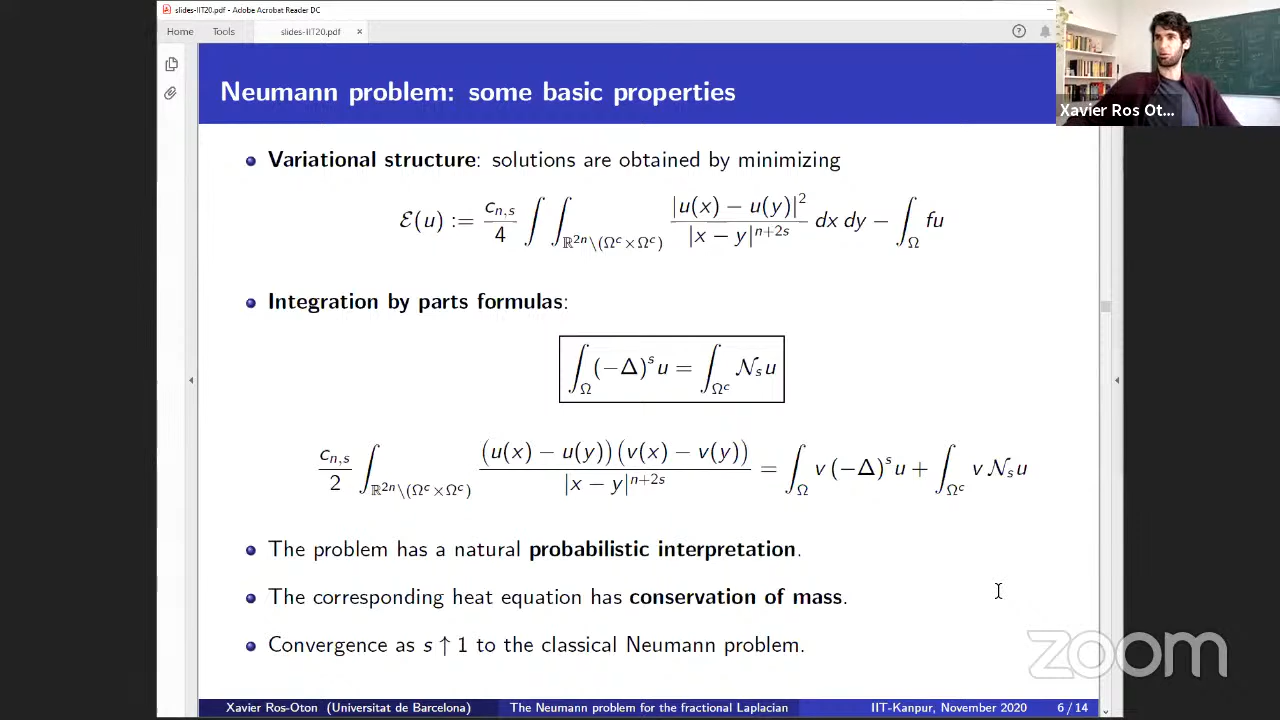 slides-IIT20.pdf - Adobe Acrobat Reader DC
Home Tools slides-IIT20.pdf ×
Neumann problem: some basic properties
Xavier Ros Ot...
Variational structure: solutions are obtained by minimizing
ℰ(u) := c_{n,s}/4 ∫∫_{ℝ^{2n}\(Ω^c×Ω^c)} |u(x) − u(y)|^2/|x − y|^{n+2s} dx dy − ∫_Ω fu
Integration by parts formulas:
∫_Ω (−Δ)^s u = ∫_{Ω^c} 𝒩_s u
c_{n,s}/2 ∫_{ℝ^{2n}\(Ω^c×Ω^c)} (u(x) − u(y))(v(x) − v(y))/|x − y|^{n+2s} = ∫_Ω v (−Δ)^s u + ∫_{Ω^c} v 𝒩_s u
The problem has a natural probabilistic interpretation.
The corresponding heat equation has conservation of mass.
Convergence as s ↑ 1 to the classical Neumann problem.
zoom
Xavier Ros-Oton (Universitat de Barcelona) The Neumann problem for the fractional Laplacian IIT-Kanpur, November 2020 6 / 14